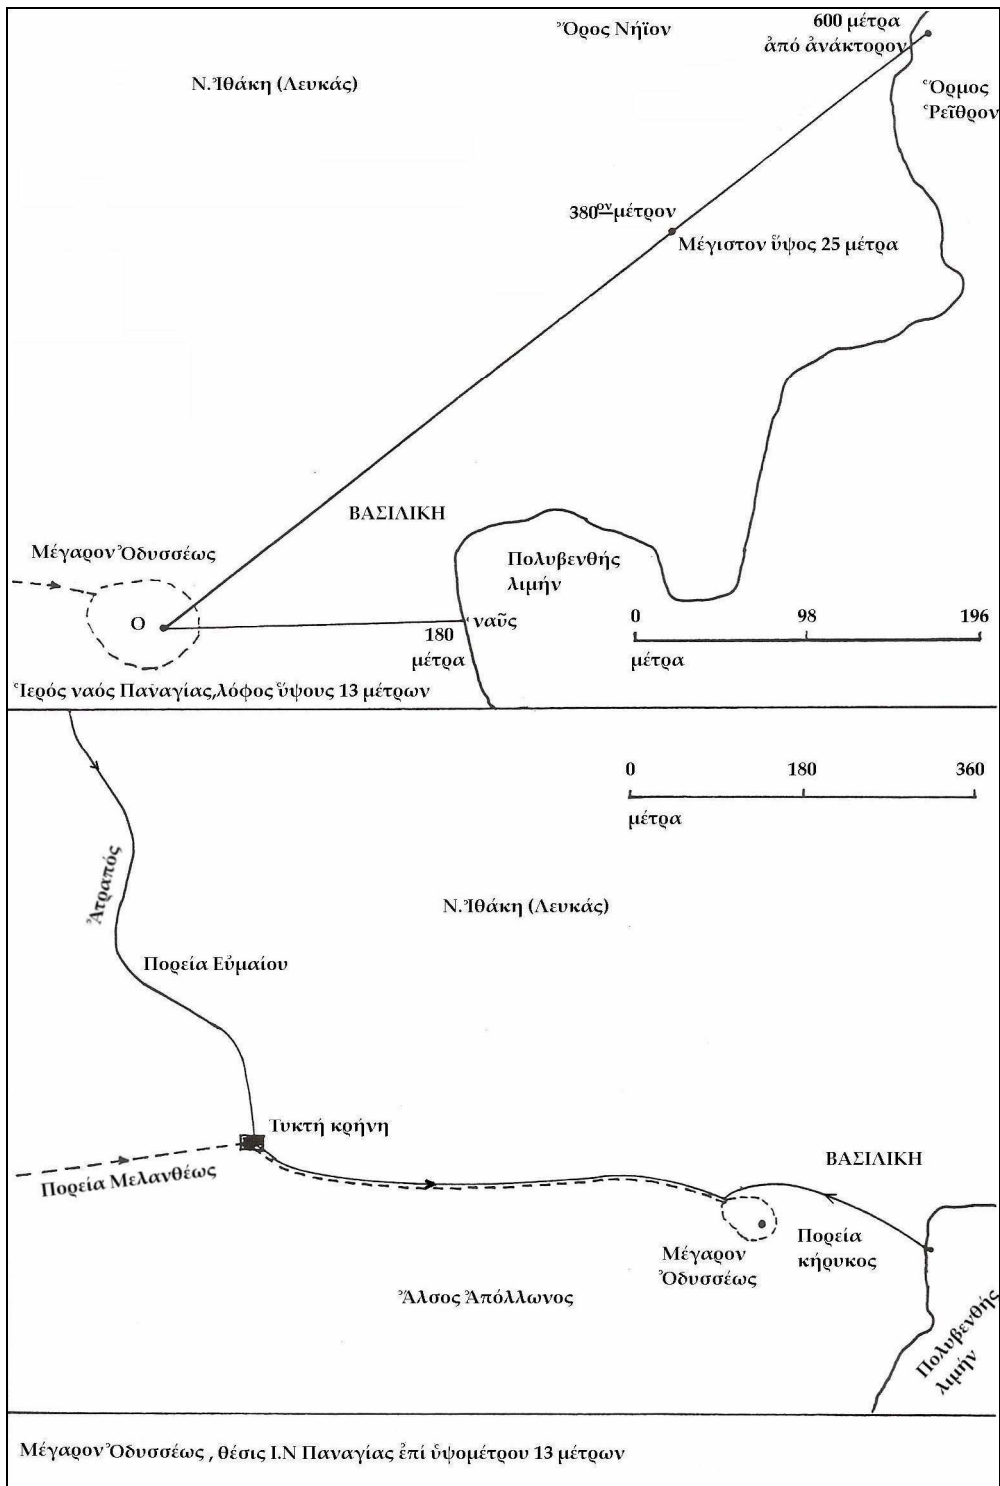 Ὄρος Νήϊον
600 μέτρα
ἀπό ἀνάκτορον
Ν.Ἰθάκη (Λευκάς)
Ὅρμος
Ῥεῖθρον
380ον μέτρον
Μέγιστον ὕψος 25 μέτρα
ΒΑΣΙΛΙΚΗ
Μέγαρον Ὀδυσσέως
Πολυβενθής
λιμήν
Ο
ναῦς
180
μέτρα
0 98 196
μέτρα
Ἱερός ναός Παναγίας,λόφος ὕψους 13 μέτρων
0 180 360
μέτρα
Ἀτραπός
Ν.Ἰθάκη (Λευκάς)
Πορεία Εὐμαίου
Τυκτή κρήνη
Πορεία Μελανθέως
ΒΑΣΙΛΙΚΗ
Πορεία
κήρυκος
Μέγαρον
Ὀδυσσέως
Ἄλσος Ἀπόλλωνος
Πολυβενθής
λιμήν
Μέγαρον Ὀδυσσέως , θέσις Ι.Ν Παναγίας ἐπί ὑψομέτρου 13 μέτρων